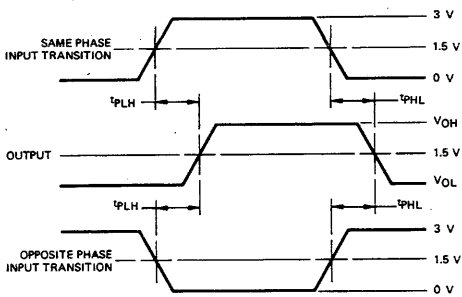 3 V
SAME PHASE
INPUT TRANSITION
1.5 V
0 V
tPLH
tPHL
VOH
OUTPUT
1.5 V
VOL
tPLH
tPHL
3 V
OPPOSITE PHASE
INPUT TRANSITION
1.5 V
0 V